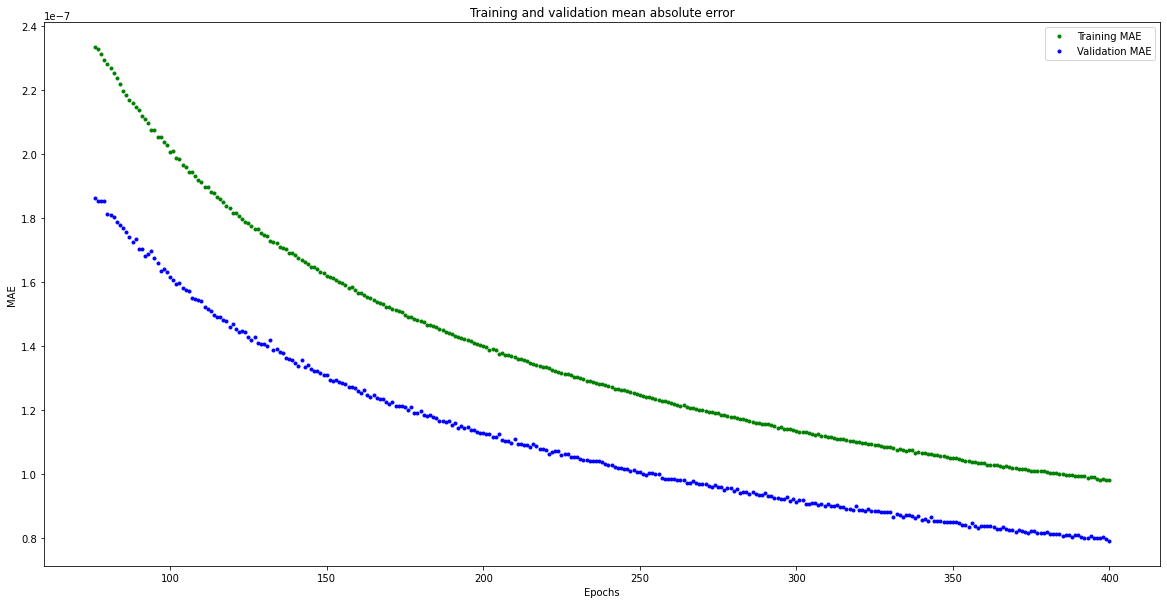 Training and validation mean absolute error
1e−7
Training MAE
Validation MAE
2.4
2.2
2.0
1.8
1.6
1.4
1.2
1.0
0.8
MAE
100 150 200 250 300 350 400
Epochs